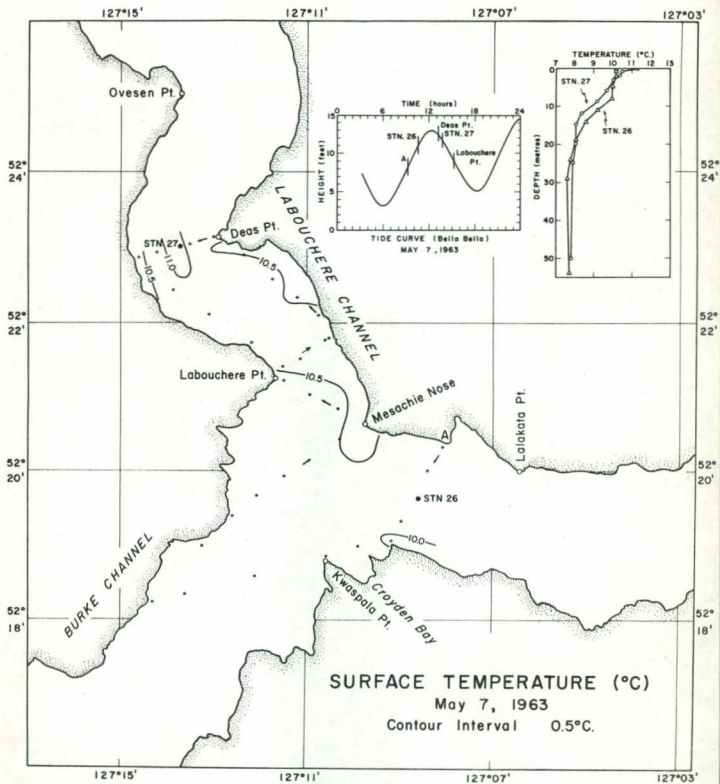 127°15'
127°11'
127°07'
127°03'
Ovesen Pt.
TEMPERATURE (°C.)
7 8 9 10 11 12 13
STN. 27
STN. 26
DEPTH (metres)
0
10
20
30
40
50
TIME (hours)
0 6 12 18 24
HEIGHT (feet)
15
10
5
0
STN. 26
Deas Pt.
STN. 27
A
Labouchere Pt.
TIDE CURVE (Bella Bella)
MAY 7, 1963
52° 24'
52° 24'
LABOUCHERE CHANNEL
Deas Pt.
STN 27
11.0
10.5
10.5
52° 22'
52° 22'
Labouchere Pt.
10.5
Mesachie Nose
A
Lalakata Pt.
52° 20'
52° 20'
STN 26
10.0
BURKE CHANNEL
Kwaspala Pt.
Croyden Bay
52° 18'
52° 18'
SURFACE TEMPERATURE (°C)
May 7, 1963
Contour Interval 0.5°C.
127°15'
127°11'
127°07'
127°03'